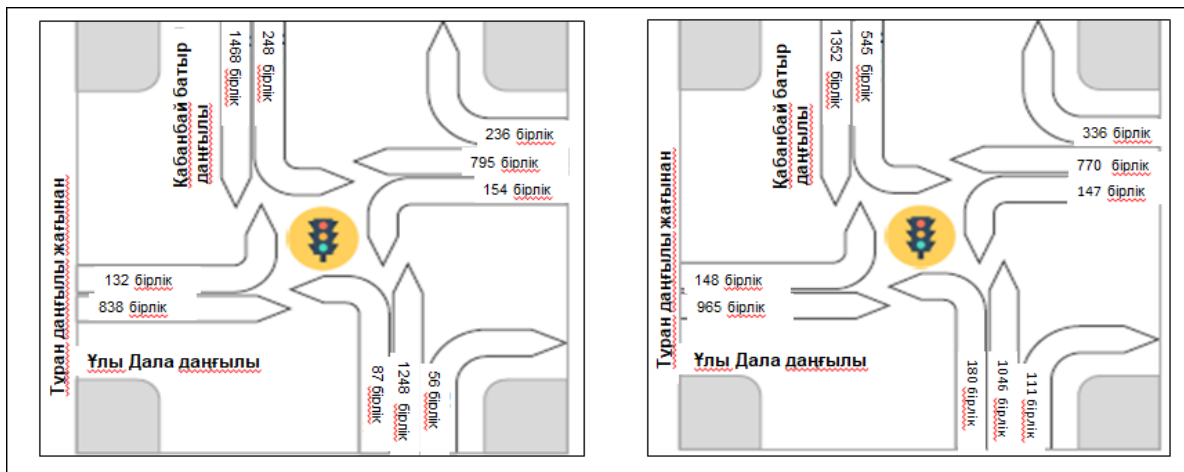 Тұран даңғылы жағынан
Қабанбай батыр
даңғылы
1468 бірлік
248 бірлік
236 бірлік
795 бірлік
154 бірлік
132 бірлік
838 бірлік
Ұлы Дала даңғылы
87 бірлік
1248 бірлік
56 бірлік
Тұран даңғылы жағынан
Қабанбай батыр
даңғылы
1352 бірлік
545 бірлік
336 бірлік
770 бірлік
147 бірлік
148 бірлік
965 бірлік
Ұлы Дала даңғылы
180 бірлік
1046 бірлік
111 бірлік